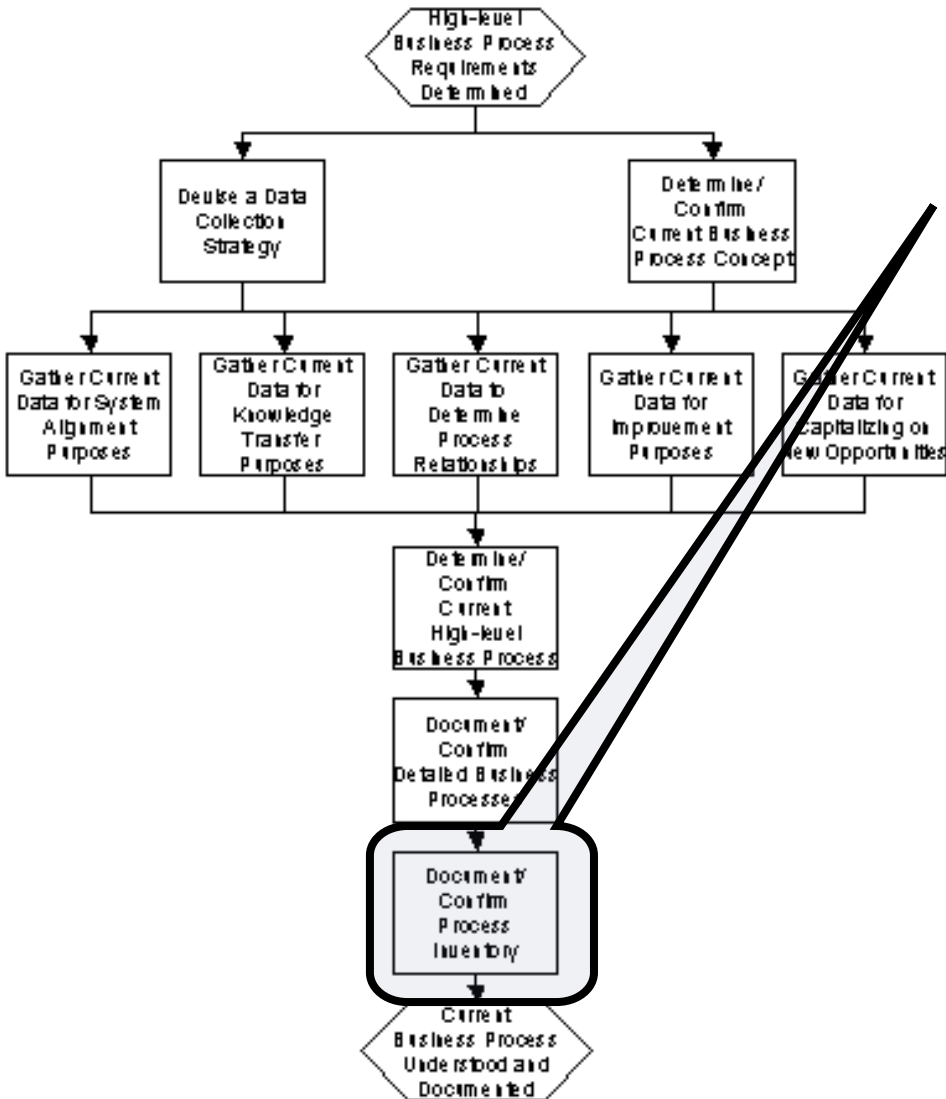 High-level
Business Process
Requirements
Determined
Devise a Data
Collection
Strategy
Determine/
Confirm
Current Business
Process Concept
Gather Current
Data for System
Alignment
Purposes
Gather Current
Data for
Knowledge
Transfer
Purposes
Gather Current
Data to
Determine
Process
Relationships
Gather Current
Data for
Improvement
Purposes
Gather Current
Data for
Capitalizing on
New Opportunities
Determine/
Confirm
Current
High-level
Business Process
Document/
Confirm
Detailed Business
Processes
Document/
Confirm
Process
Inventory
Current
Business Process
Understood and
Documented